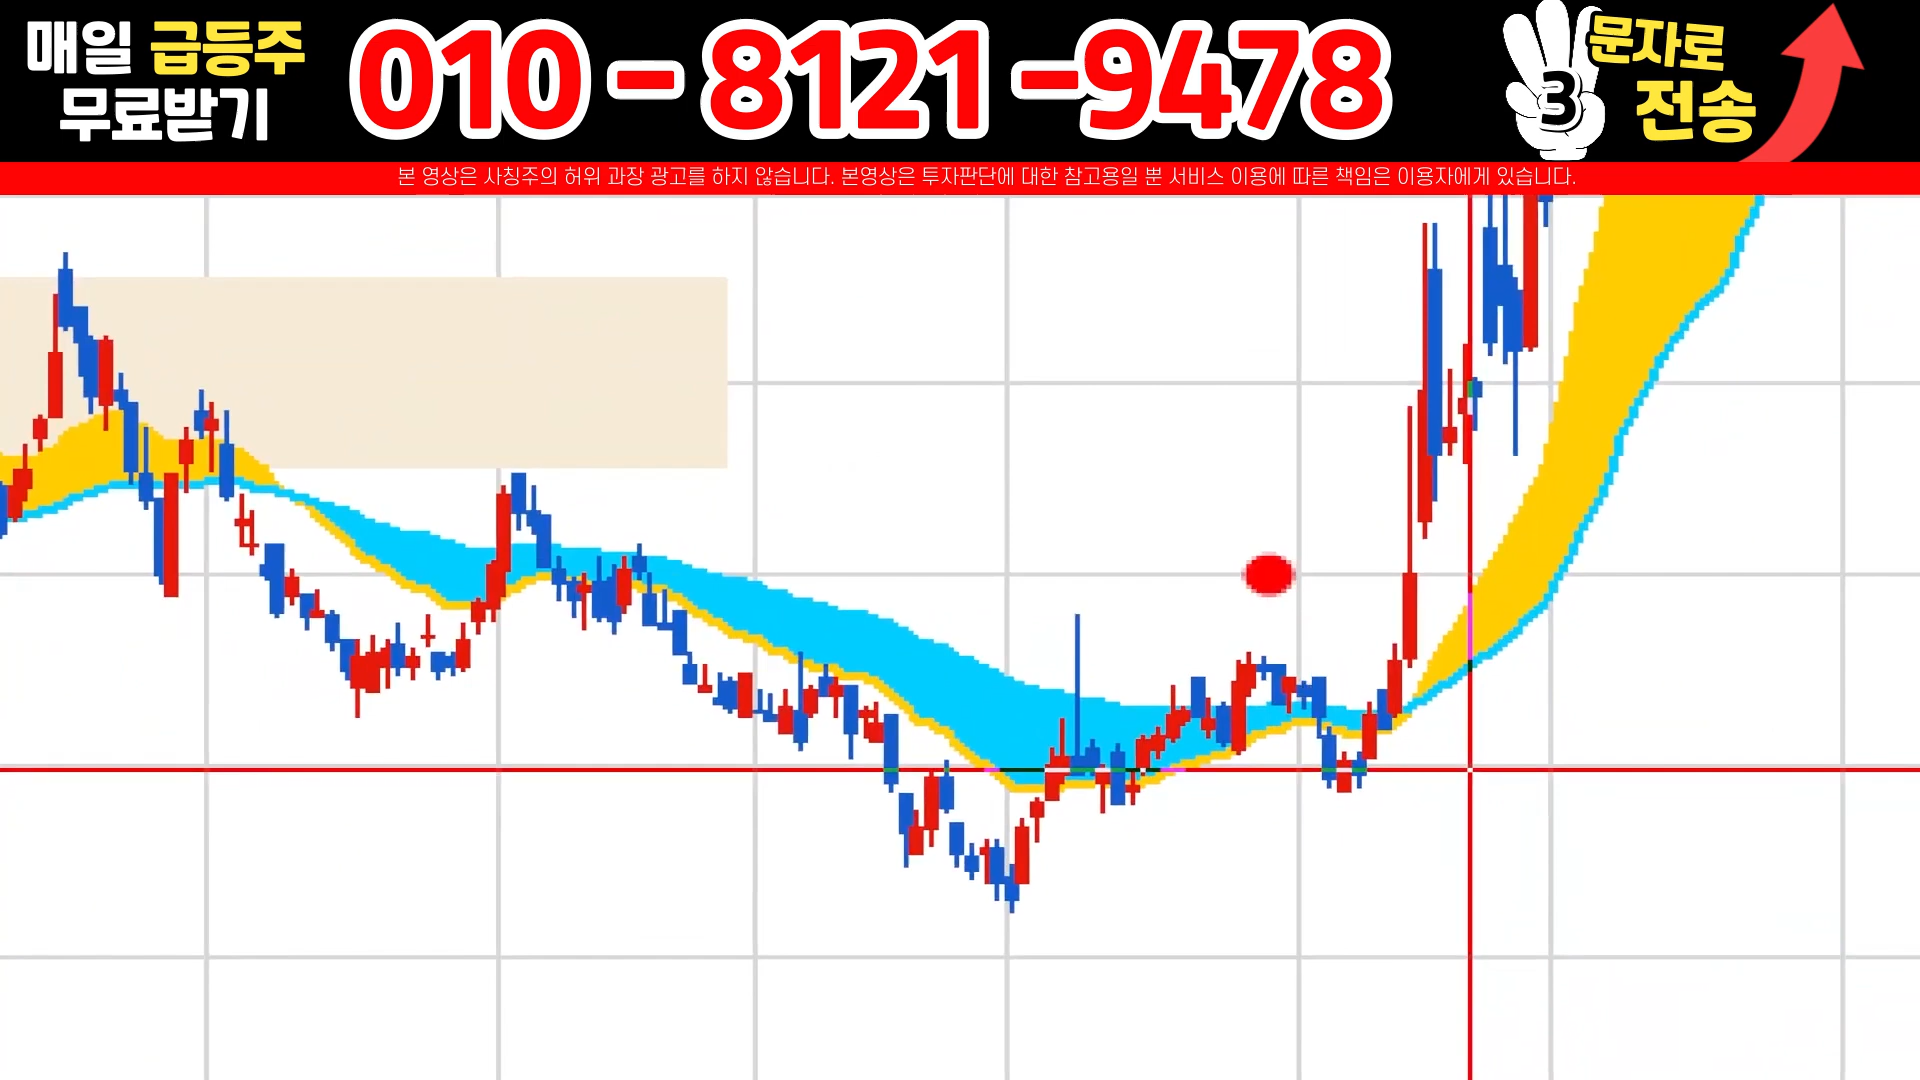 매일 급등주
무료받기
010-8121-9478
3
문자로
전송
본 영상은 사칭주의 허위 과장 광고를 하지 않습니다. 본영상은 투자판단에 대한 참고용일 뿐 서비스 이용에 따른 책임은 이용자에게 있습니다.